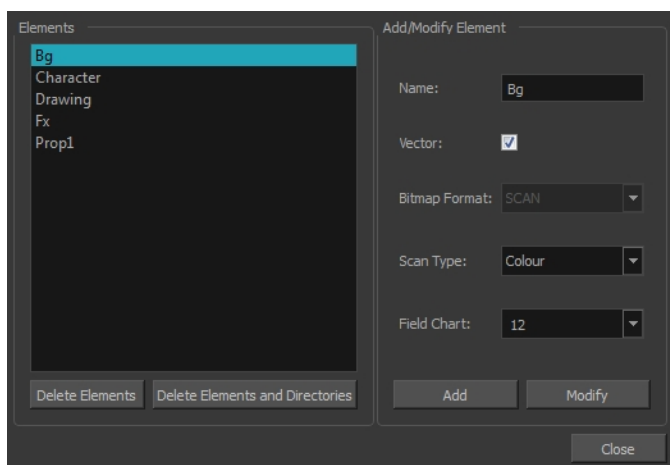 Elements
Bg
Character
Drawing
Fx
Prop1
Delete Elements
Delete Elements and Directories
Add/Modify Element
Name: Bg
Vector:
Bitmap Format: SCAN
Scan Type: Colour
Field Chart: 12
Add
Modify
Close